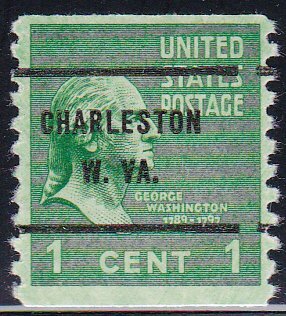 UNITED
STATES
POSTAGE
CHARLESTON
W. VA.
GEORGE
WASHINGTON
1789-1797
1 CENT 1